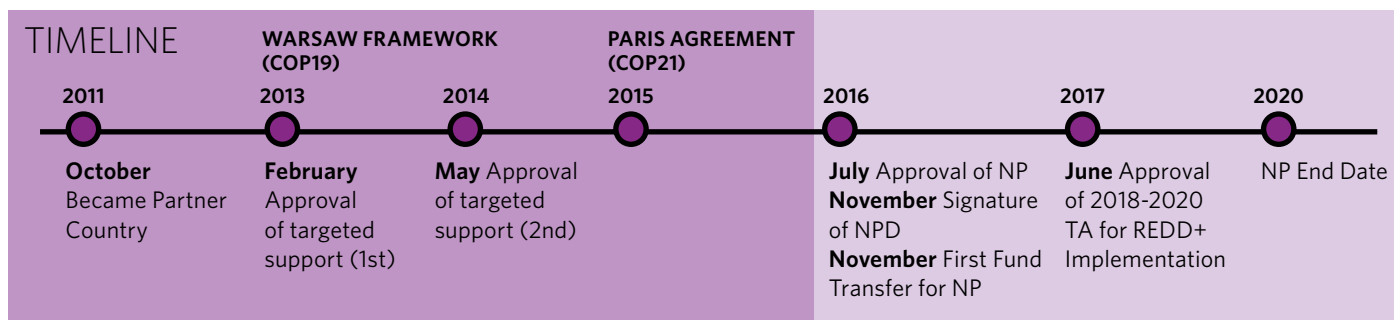 TIMELINE
WARSAW FRAMEWORK
(COP19)
PARIS AGREEMENT
(COP21)
2011
October
Became Partner
Country
2013
February
Approval
of targeted
support (1st)
2014
May Approval
of targeted
support (2nd)
2015
2016
July Approval of NP
November Signature
of NPD
November First Fund
Transfer for NP
2017
June Approval
of 2018-2020
TA for REDD+
Implementation
2020
NP End Date